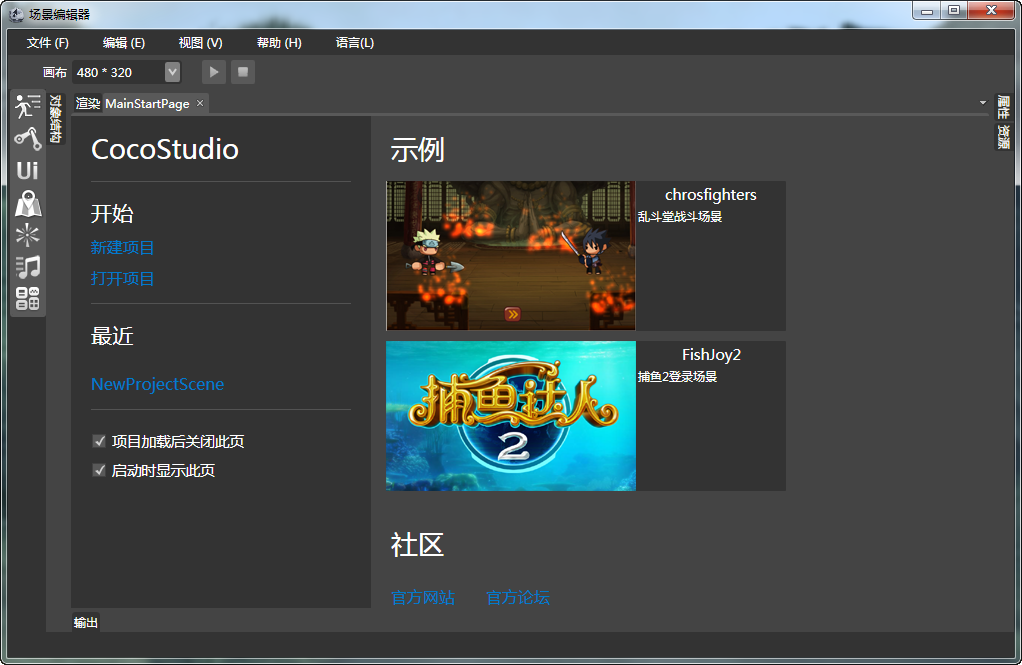 场景编辑器
文件 (F) 编辑 (E) 视图 (V) 帮助 (H) 语言(L)
画布 480 * 320
对象结构
渲染 MainStartPage ×
属性
资源
Ui
CocoStudio
开始
新建项目
打开项目
最近
NewProjectScene
项目加载后关闭此页
启动时显示此页
示例
chrosfighters
乱斗堂战斗场景
捕鱼达人
2
FishJoy2
捕鱼2登录场景
社区
官方网站 官方论坛
输出